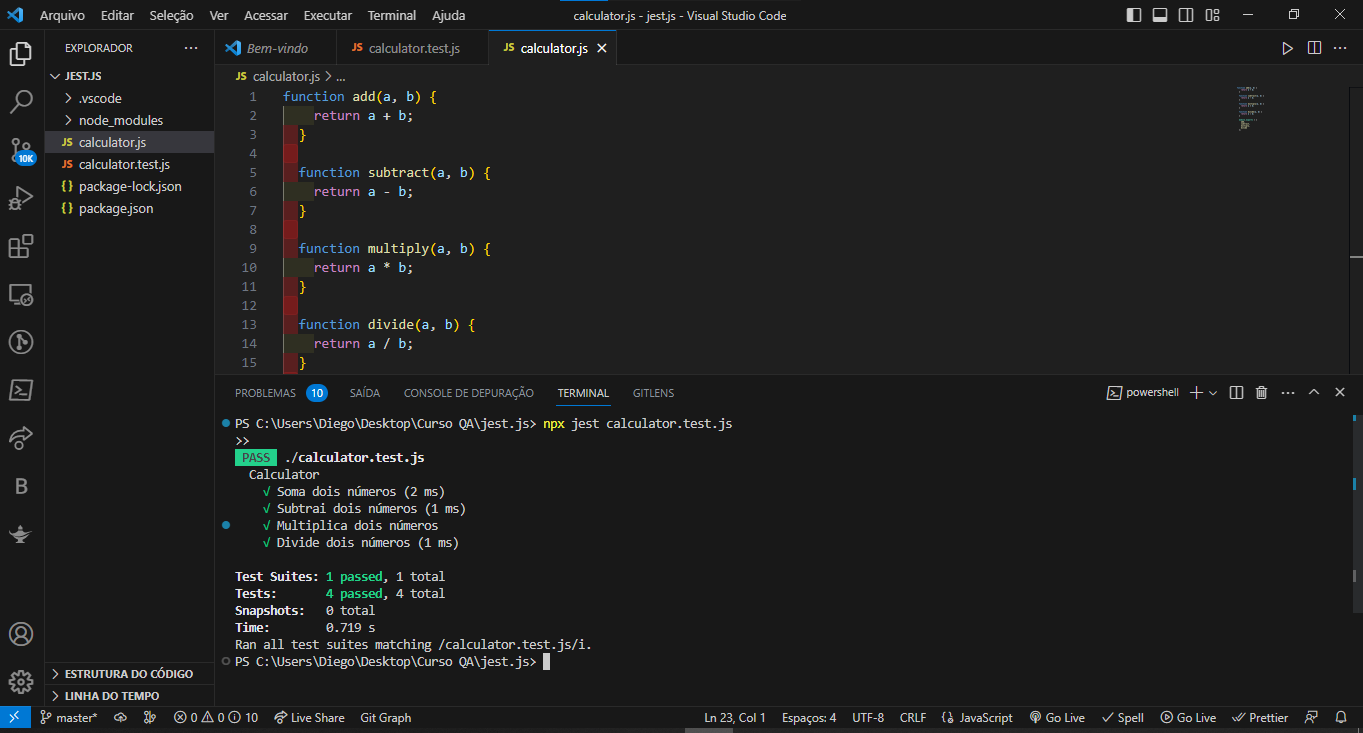 Arquivo Editar Seleção Ver Acessar Executar Terminal Ajuda calculator.js - jest.js - Visual Studio Code
EXPLORADOR ···
JEST.JS
.vscode
node_modules
JS calculator.js
JS calculator.test.js
{} package-lock.json
{} package.json
10K
B
ESTRUTURA DO CÓDIGO
LINHA DO TEMPO
Bem-vindo JS calculator.test.js JS calculator.js
JS calculator.js > ...
1 function add(a, b) {
2 return a + b;
3 }
4
5 function subtract(a, b) {
6 return a - b;
7 }
8
9 function multiply(a, b) {
10 return a * b;
11 }
12
13 function divide(a, b) {
14 return a / b;
15 }
PROBLEMAS 10 SAÍDA CONSOLE DE DEPURAÇÃO TERMINAL GITLENS powershell
PS C:\Users\Diego\Desktop\Curso QA\jest.js> npx jest calculator.test.js
>>
PASS ./calculator.test.js
Calculator
√ Soma dois números (2 ms)
√ Subtrai dois números (1 ms)
√ Multiplica dois números
√ Divide dois números (1 ms)
Test Suites: 1 passed, 1 total
Tests: 4 passed, 4 total
Snapshots: 0 total
Time: 0.719 s
Ran all test suites matching /calculator.test.js/i.
PS C:\Users\Diego\Desktop\Curso QA\jest.js>
master* 0 0 10 Live Share Git Graph Ln 23, Col 1 Espaços: 4 UTF-8 CRLF {} JavaScript Go Live Spell Go Live Prettier